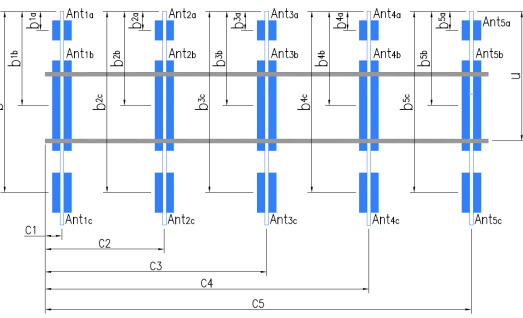 b1a Ant1a b2a Ant2a b3a Ant3a b4a Ant4a b5a Ant5a
b1b Ant1b b2b Ant2b b3b Ant3b b4b Ant4b b5b Ant5b
b2c b3c b4c b5c u
Ant1c Ant2c Ant3c Ant4c Ant5c
C1
C2
C3
C4
C5